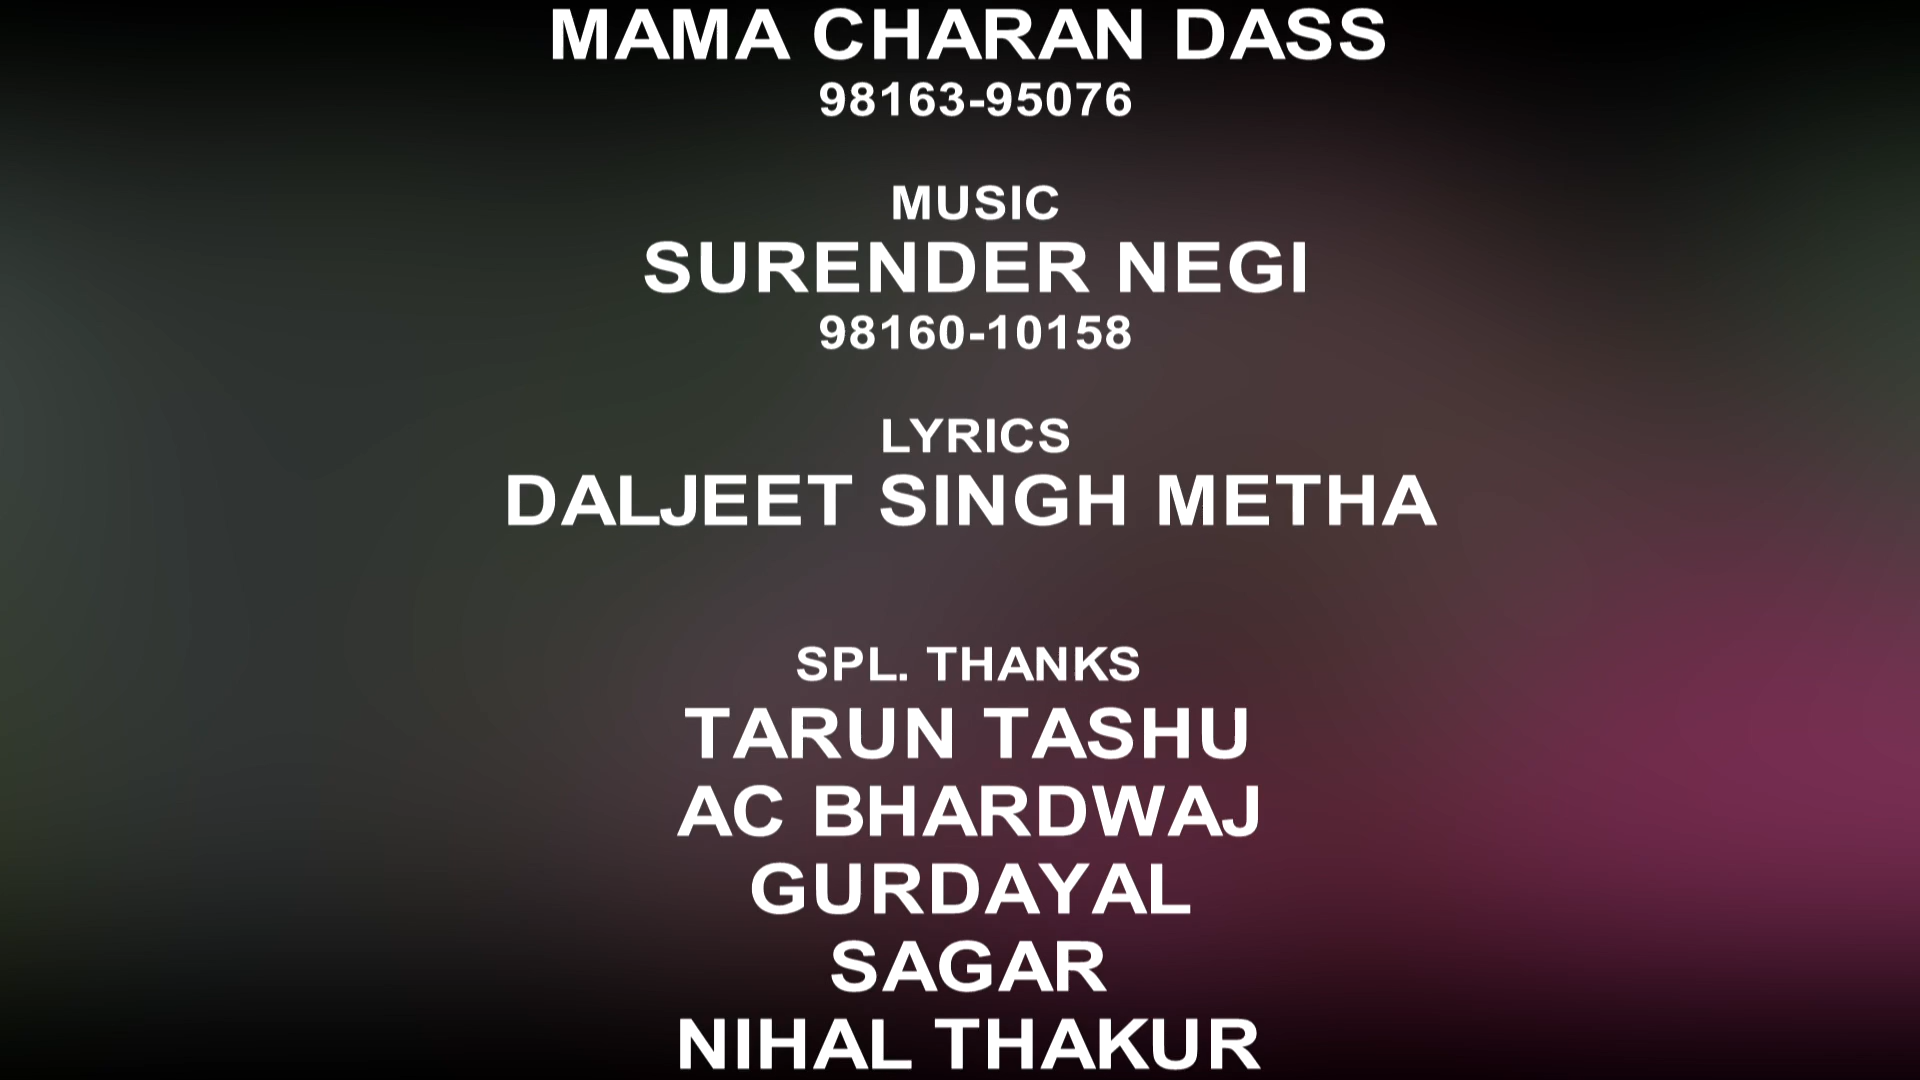 MAMA CHARAN DASS
98163-95076
MUSIC
SURENDER NEGI
98160-10158
LYRICS
DALJEET SINGH METHA
SPL. THANKS
TARUN TASHU
AC BHARDWAJ
GURDAYAL
SAGAR
NIHAL THAKUR